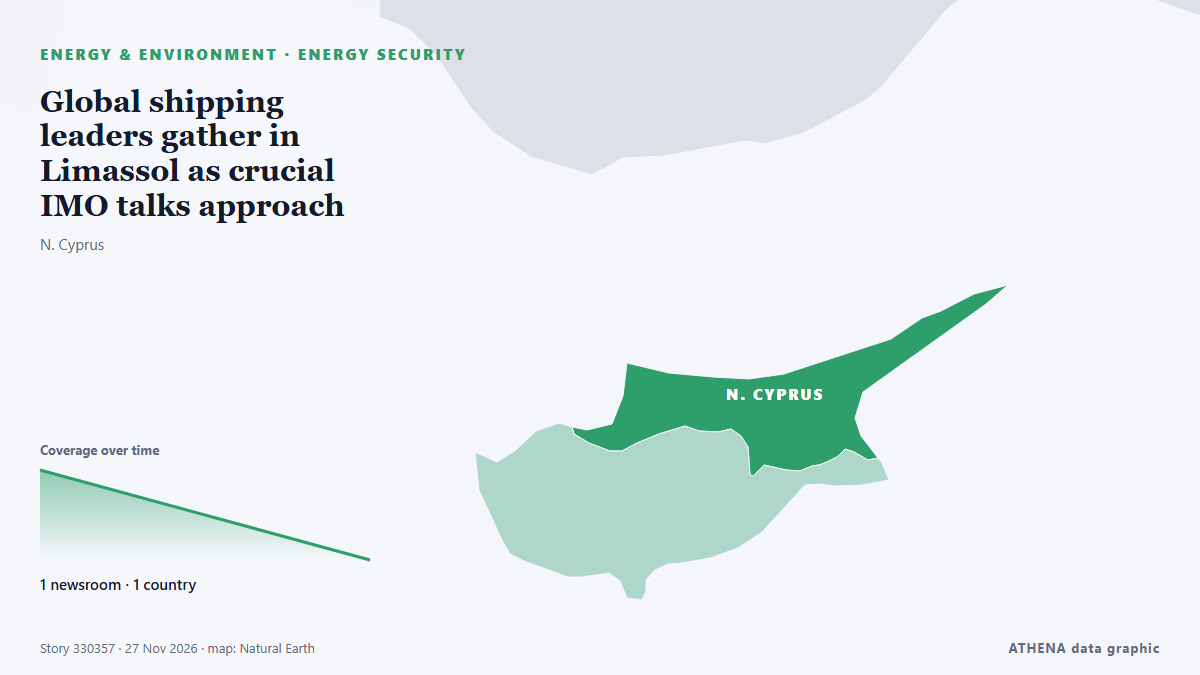 ENERGY & ENVIRONMENT · ENERGY SECURITY
Global shipping
leaders gather in
Limassol as crucial
IMO talks approach
N. Cyprus
N. CYPRUS
Coverage over time
1 newsroom · 1 country
Story 330357 · 27 Nov 2026 · map: Natural Earth
ATHENA data graphic